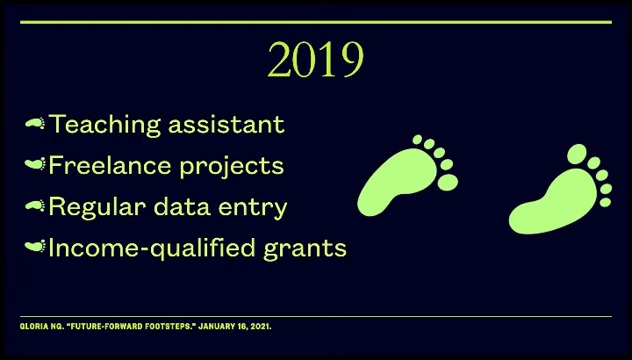 2019
Teaching assistant
Freelance projects
Regular data entry
Income-qualified grants
GLORIA NG. "FUTURE-FORWARD FOOTSTEPS." JANUARY 16, 2021.